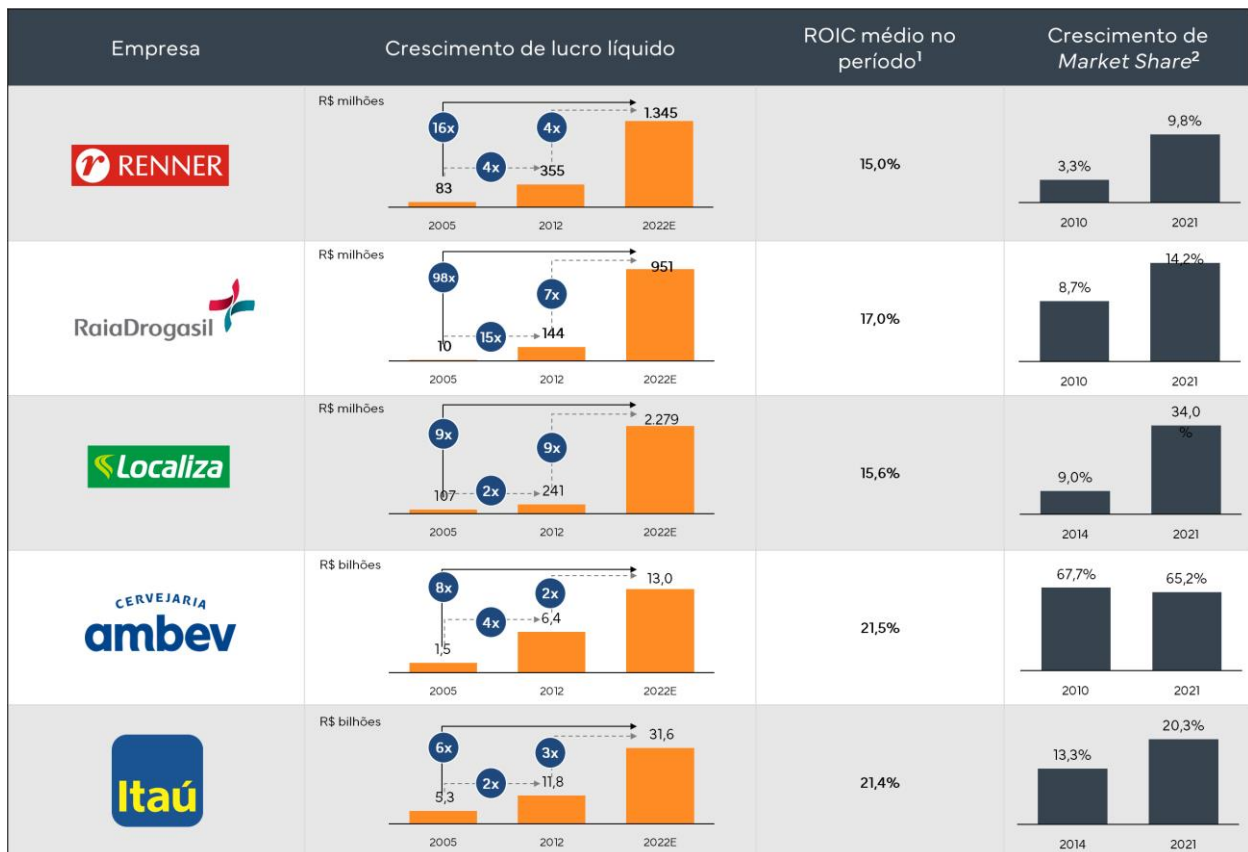 Empresa
Crescimento de lucro líquido
ROIC médio no
período¹
Crescimento de
Market Share²
r RENNER
R$ milhões
16x
4x
4x
83
355
1.345
2005
2012
2022E
15,0%
3,3%
9,8%
2010
2021
RaiaDrogasil
R$ milhões
98x
15x
7x
10
144
951
2005
2012
2022E
17,0%
8,7%
14,2%
2010
2021
Localiza
R$ milhões
9x
2x
9x
107
241
2.279
2005
2012
2022E
15,6%
9,0%
34,0
%
2014
2021
CERVEJARIA
ambev
R$ bilhões
8x
4x
2x
1,5
6,4
13,0
2005
2012
2022E
21,5%
67,7%
65,2%
2010
2021
Itaú
R$ bilhões
6x
2x
3x
5,3
11,8
31,6
2005
2012
2022E
21,4%
13,3%
20,3%
2014
2021